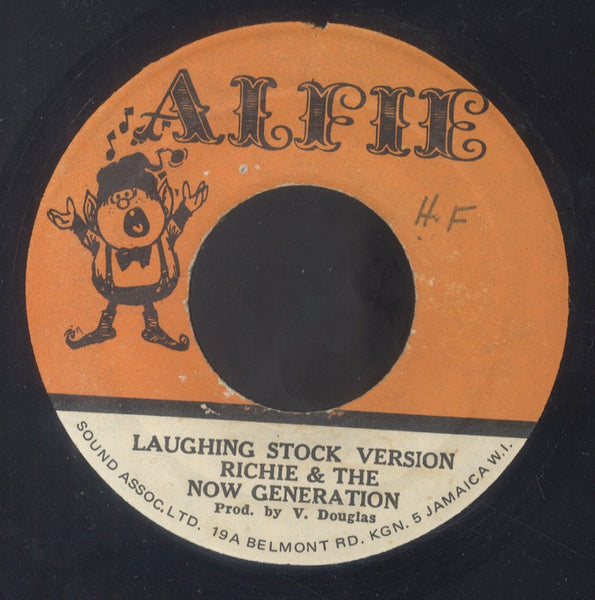 ALFIE
H.F
LAUGHING STOCK VERSION
RICHIE & THE
NOW GENERATION
Prod. by V. Douglas
SOUND ASSOC. LTD. 19A BELMONT RD. KGN. 5 JAMAICA W.I.